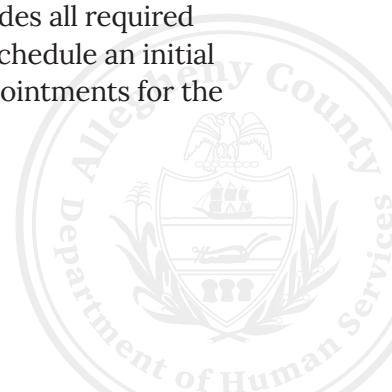 des all required
chedule an initial
ointments for the
Allegheny County
Department of Human Services